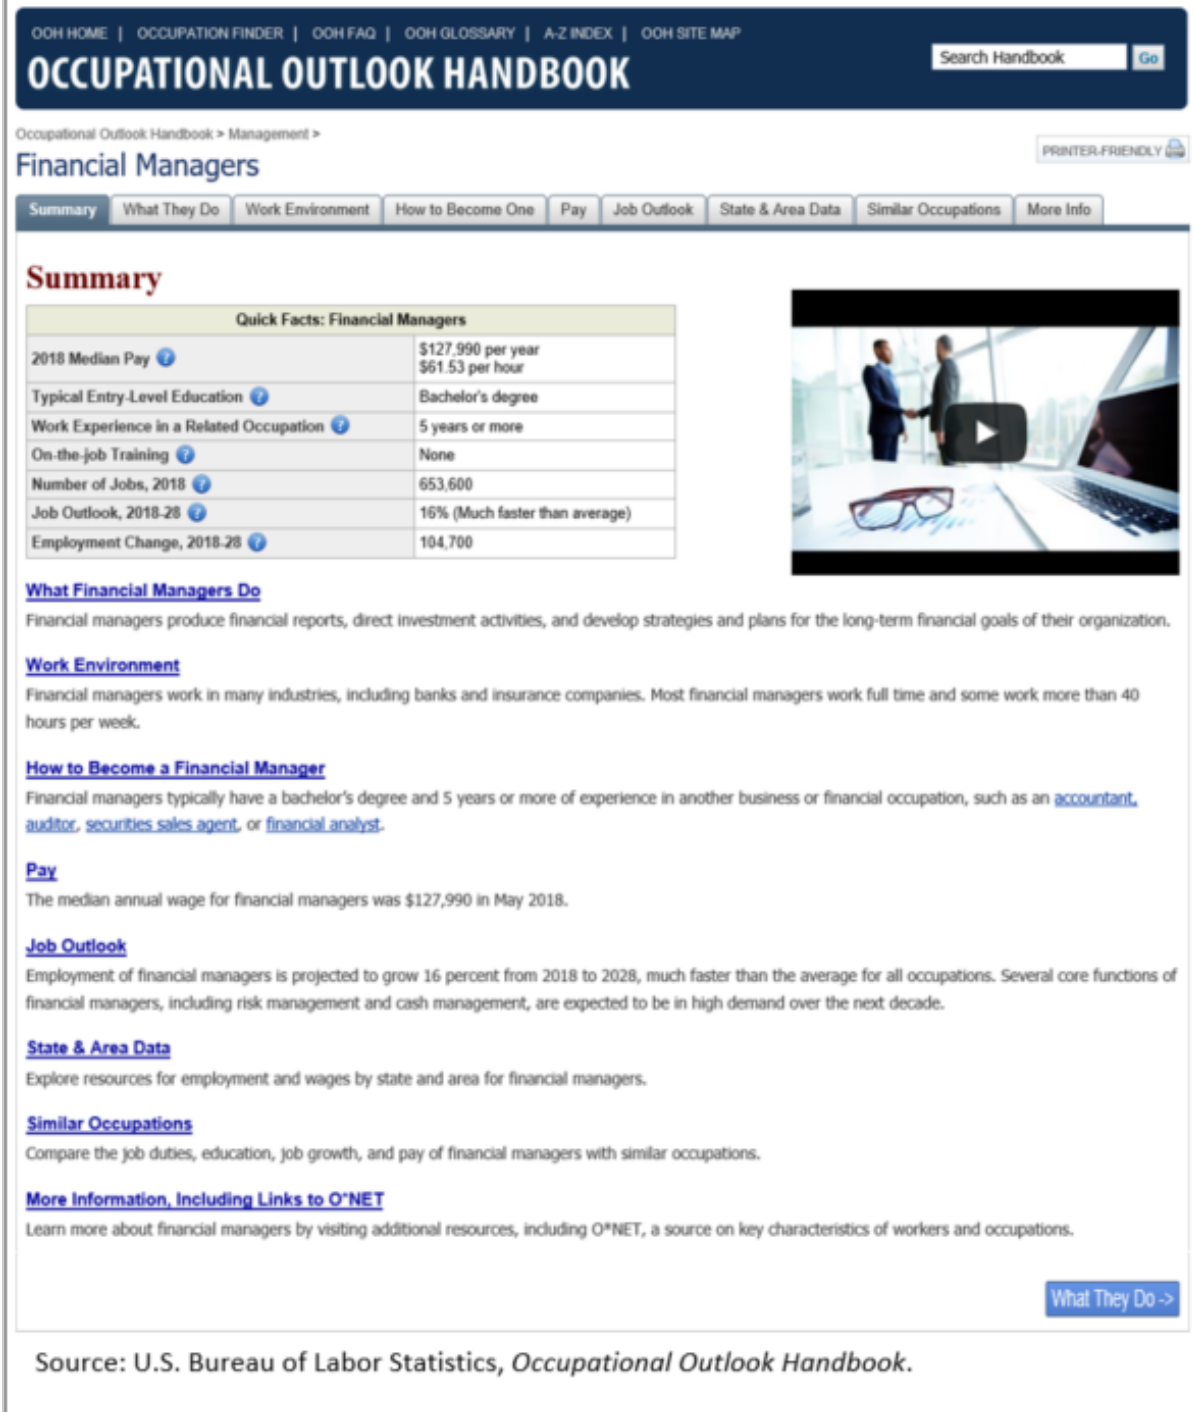 OOH HOME | OCCUPATION FINDER | OOH FAQ | OOH GLOSSARY | A-Z INDEX | OOH SITE MAP
OCCUPATIONAL OUTLOOK HANDBOOK
Search Handbook Go
Occupational Outlook Handbook > Management >
Financial Managers
PRINTER-FRIENDLY
Summary What They Do Work Environment How to Become One Pay Job Outlook State & Area Data Similar Occupations More Info
Summary
Quick Facts: Financial Managers
2018 Median Pay ? $127,990 per year
$61.53 per hour
Typical Entry-Level Education ? Bachelor's degree
Work Experience in a Related Occupation ? 5 years or more
On-the-job Training ? None
Number of Jobs, 2018 ? 653,600
Job Outlook, 2018-28 ? 16% (Much faster than average)
Employment Change, 2018-28 ? 104,700
What Financial Managers Do
Financial managers produce financial reports, direct investment activities, and develop strategies and plans for the long-term financial goals of their organization.
Work Environment
Financial managers work in many industries, including banks and insurance companies. Most financial managers work full time and some work more than 40
hours per week.
How to Become a Financial Manager
Financial managers typically have a bachelor's degree and 5 years or more of experience in another business or financial occupation, such as an accountant,
auditor, securities sales agent, or financial analyst.
Pay
The median annual wage for financial managers was $127,990 in May 2018.
Job Outlook
Employment of financial managers is projected to grow 16 percent from 2018 to 2028, much faster than the average for all occupations. Several core functions of
financial managers, including risk management and cash management, are expected to be in high demand over the next decade.
State & Area Data
Explore resources for employment and wages by state and area for financial managers.
Similar Occupations
Compare the job duties, education, job growth, and pay of financial managers with similar occupations.
More Information, Including Links to O*NET
Learn more about financial managers by visiting additional resources, including O*NET, a source on key characteristics of workers and occupations.
What They Do ->
Source: U.S. Bureau of Labor Statistics, Occupational Outlook Handbook.